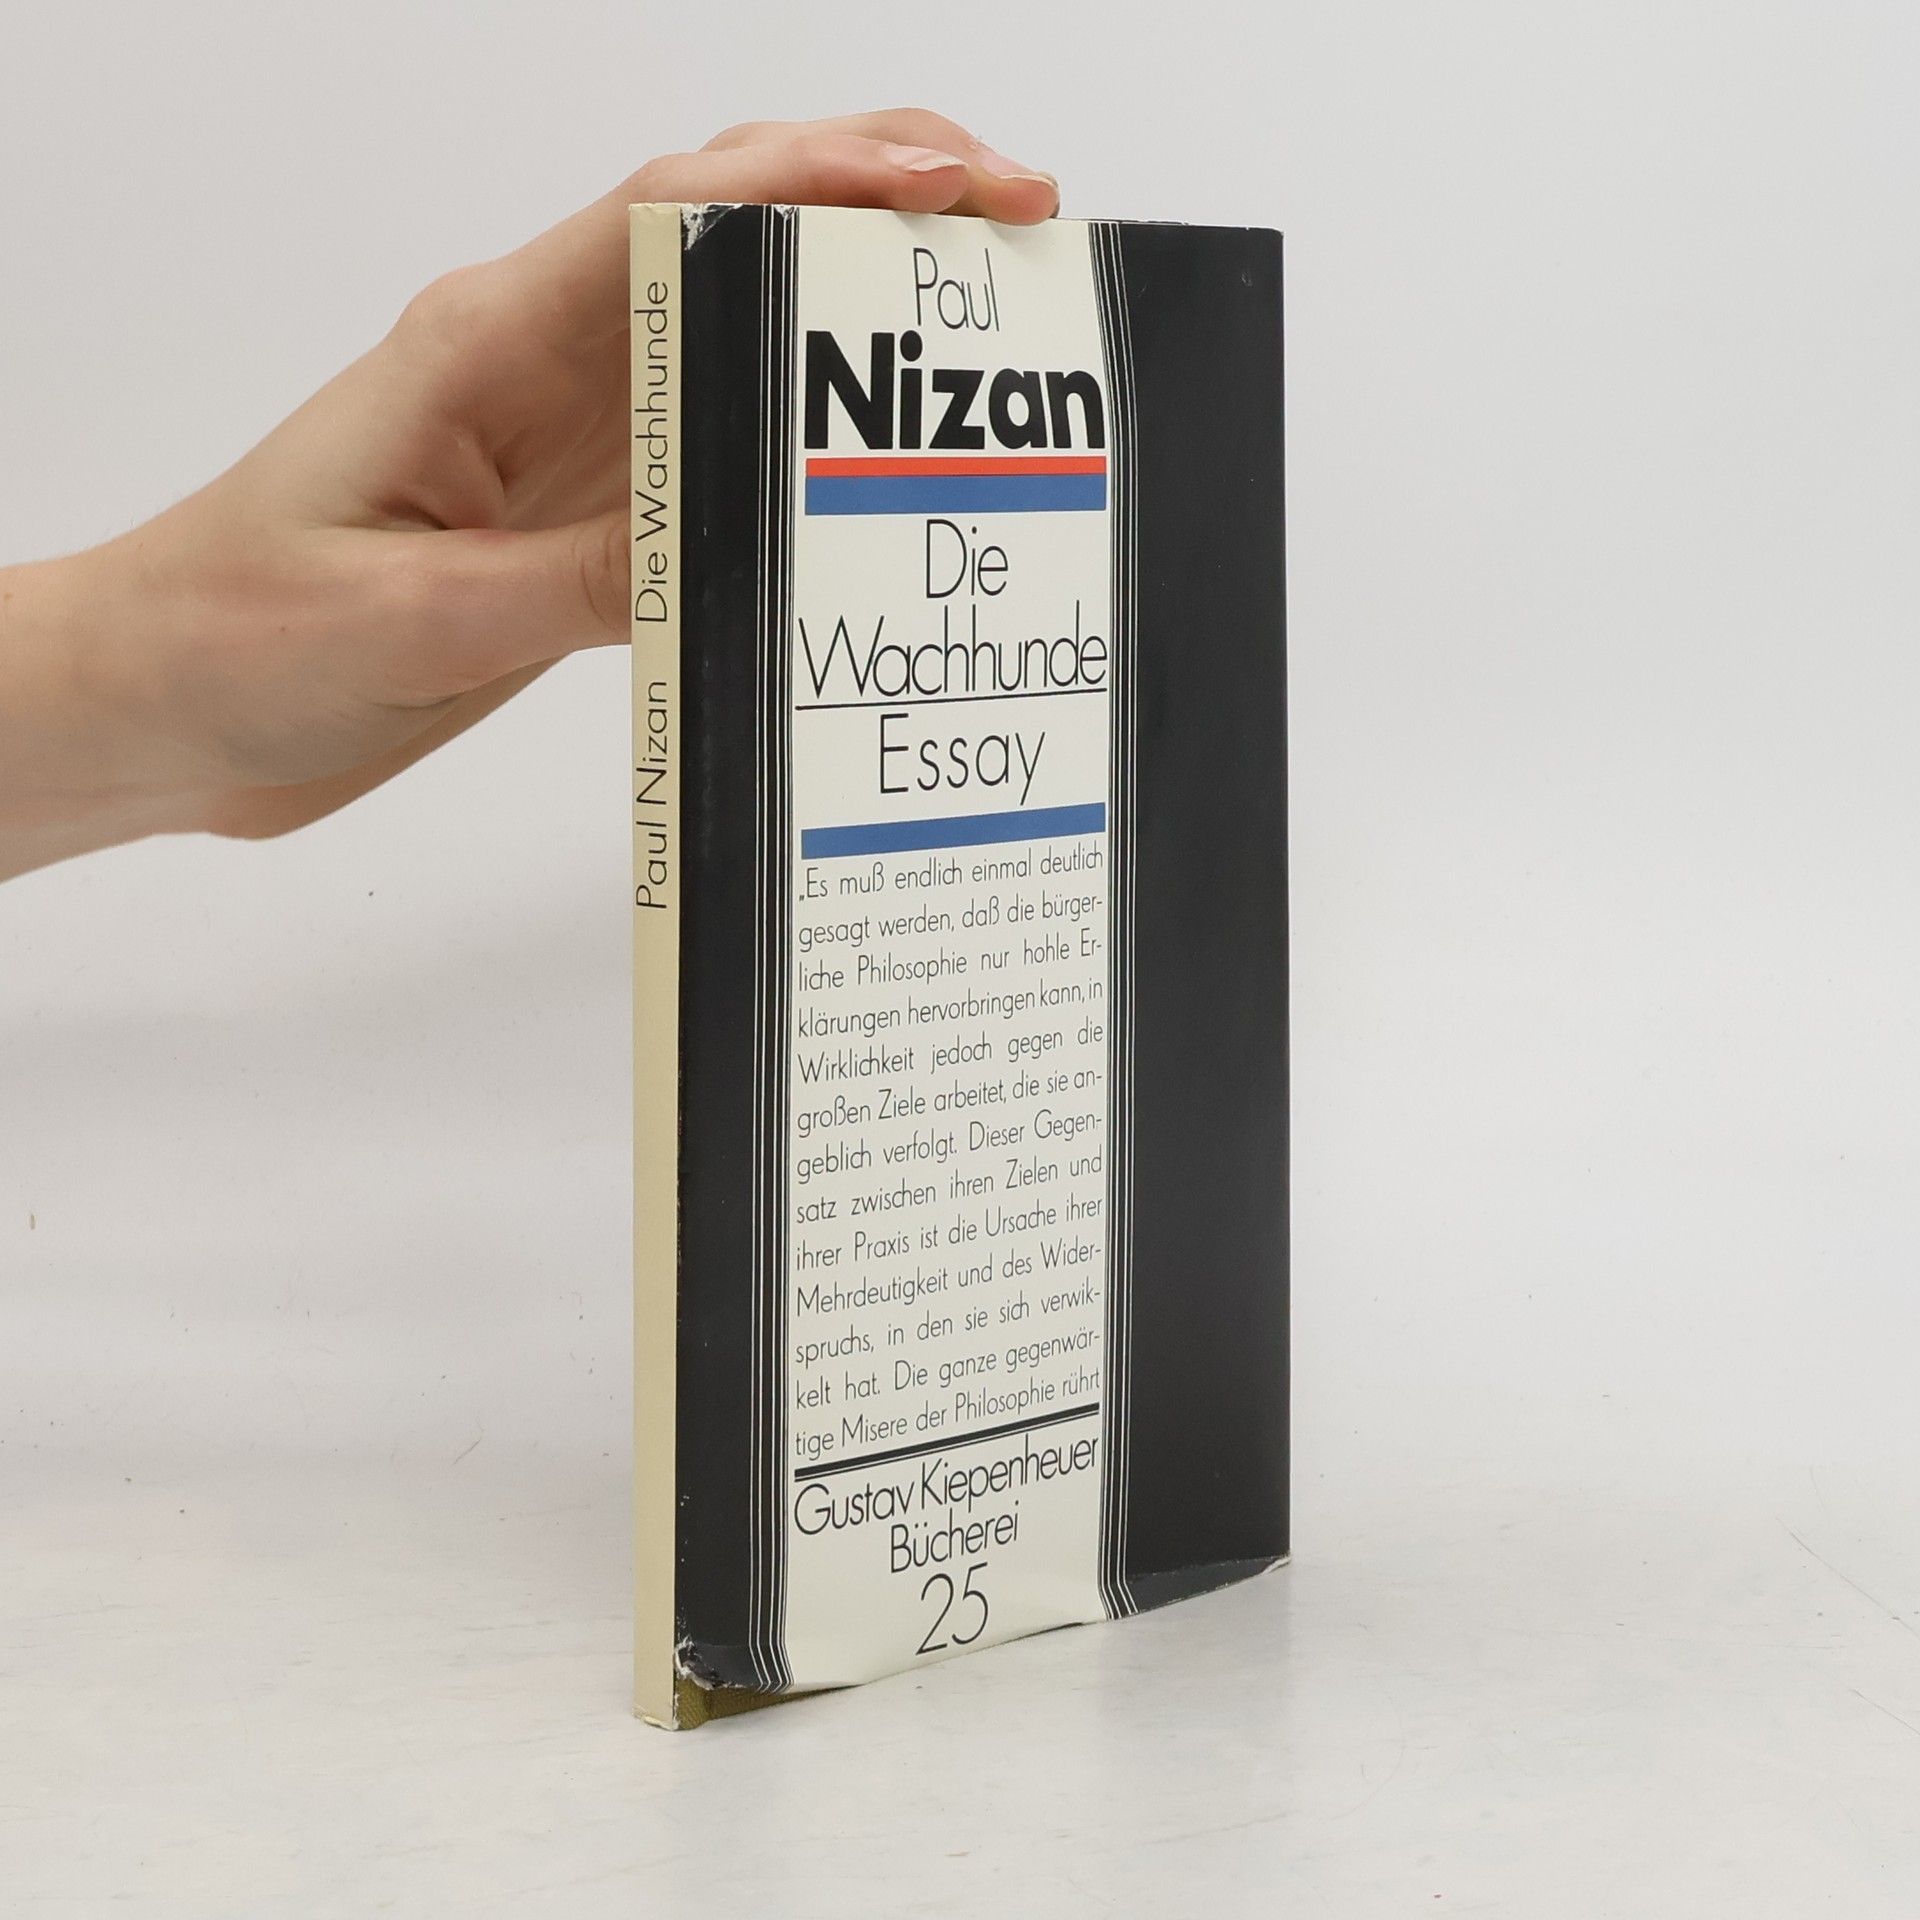 Paul Nizan Die Wachhunde
Paul
Nizan
Die
Wachhunde
Essay
„Es muß endlich einmal deutlich
gesagt werden, daß die bürger-
liche Philosophie nur hohle Er-
klärungen hervorbringen kann, in
Wirklichkeit jedoch gegen die
großen Ziele arbeitet, die sie an-
geblich verfolgt. Dieser Gegen-
satz zwischen ihren Zielen und
ihrer Praxis ist die Ursache ihrer
Mehrdeutigkeit und des Wider-
spruchs, in den sie sich verwik-
kelt hat. Die ganze gegenwär-
tige Misere der Philosophie rührt
Gustav Kiepenheuer
Bücherei
25